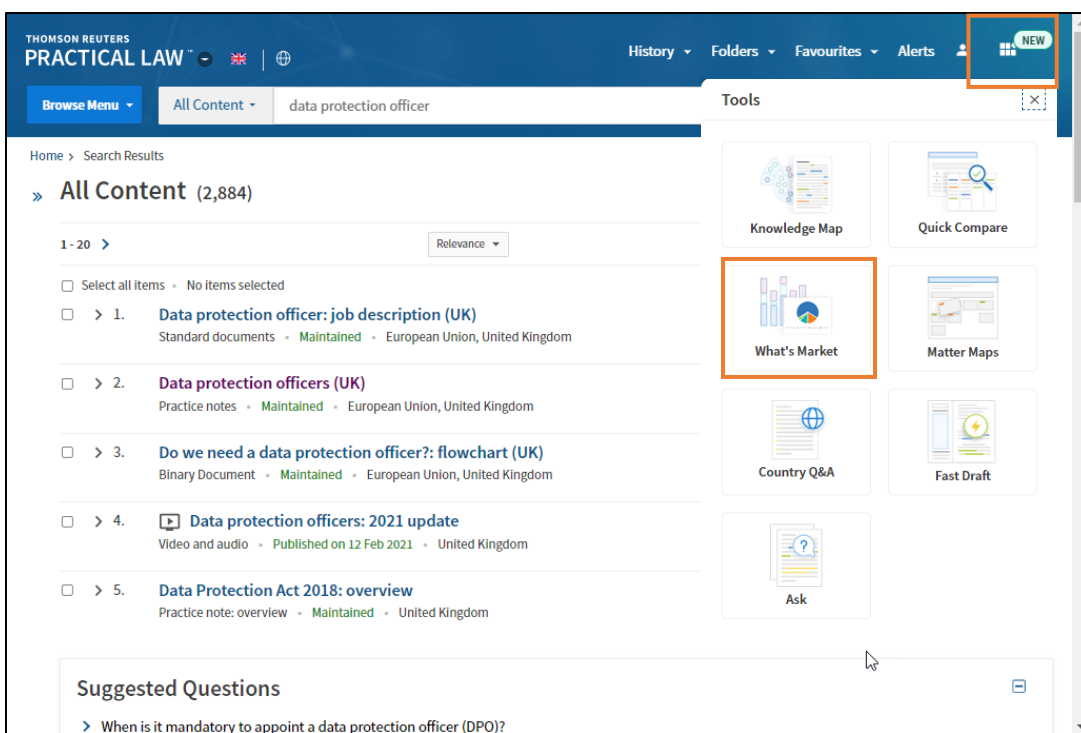 THOMSON REUTERS
PRACTICAL LAW™
History Folders Favourites Alerts NEW
Browse Menu All Content data protection officer
Tools
Home > Search Results
All Content (2,884)
1 - 20
Relevance
Select all items • No items selected
1. Data protection officer: job description (UK)
Standard documents • Maintained • European Union, United Kingdom
2. Data protection officers (UK)
Practice notes • Maintained • European Union, United Kingdom
3. Do we need a data protection officer?: flowchart (UK)
Binary Document • Maintained • European Union, United Kingdom
4. Data protection officers: 2021 update
Video and audio • Published on 12 Feb 2021 • United Kingdom
5. Data Protection Act 2018: overview
Practice note: overview • Maintained • United Kingdom
Suggested Questions
When is it mandatory to appoint a data protection officer (DPO)?
Knowledge Map
Quick Compare
What's Market
Matter Maps
Country Q&A
Fast Draft
Ask